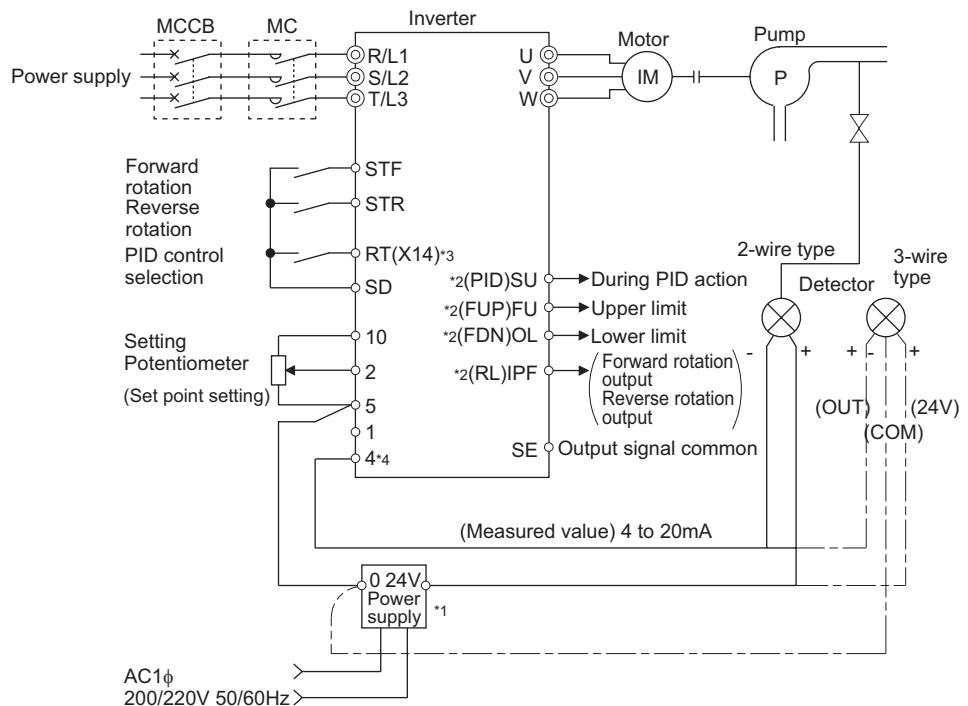 Inverter
MCCB
MC
Power supply
R/L1
S/L2
T/L3
U
V
W
Motor
IM
Pump
P
Forward
rotation
Reverse
rotation
PID control
selection
STF
STR
RT(X14)*3
SD
Setting
Potentiometer
(Set point setting)
10
2
5
1
4*4
*2(PID)SU
During PID action
*2(FUP)FU
Upper limit
*2(FDN)OL
Lower limit
*2(RL)IPF
(Forward rotation
output
Reverse rotation
output)
SE
Output signal common
2-wire type
Detector
3-wire
type
- +
+ - +
(OUT)
(24V)
(COM)
(Measured value) 4 to 20mA
0 24V
Power
supply
*1
AC1ϕ
200/220V 50/60Hz